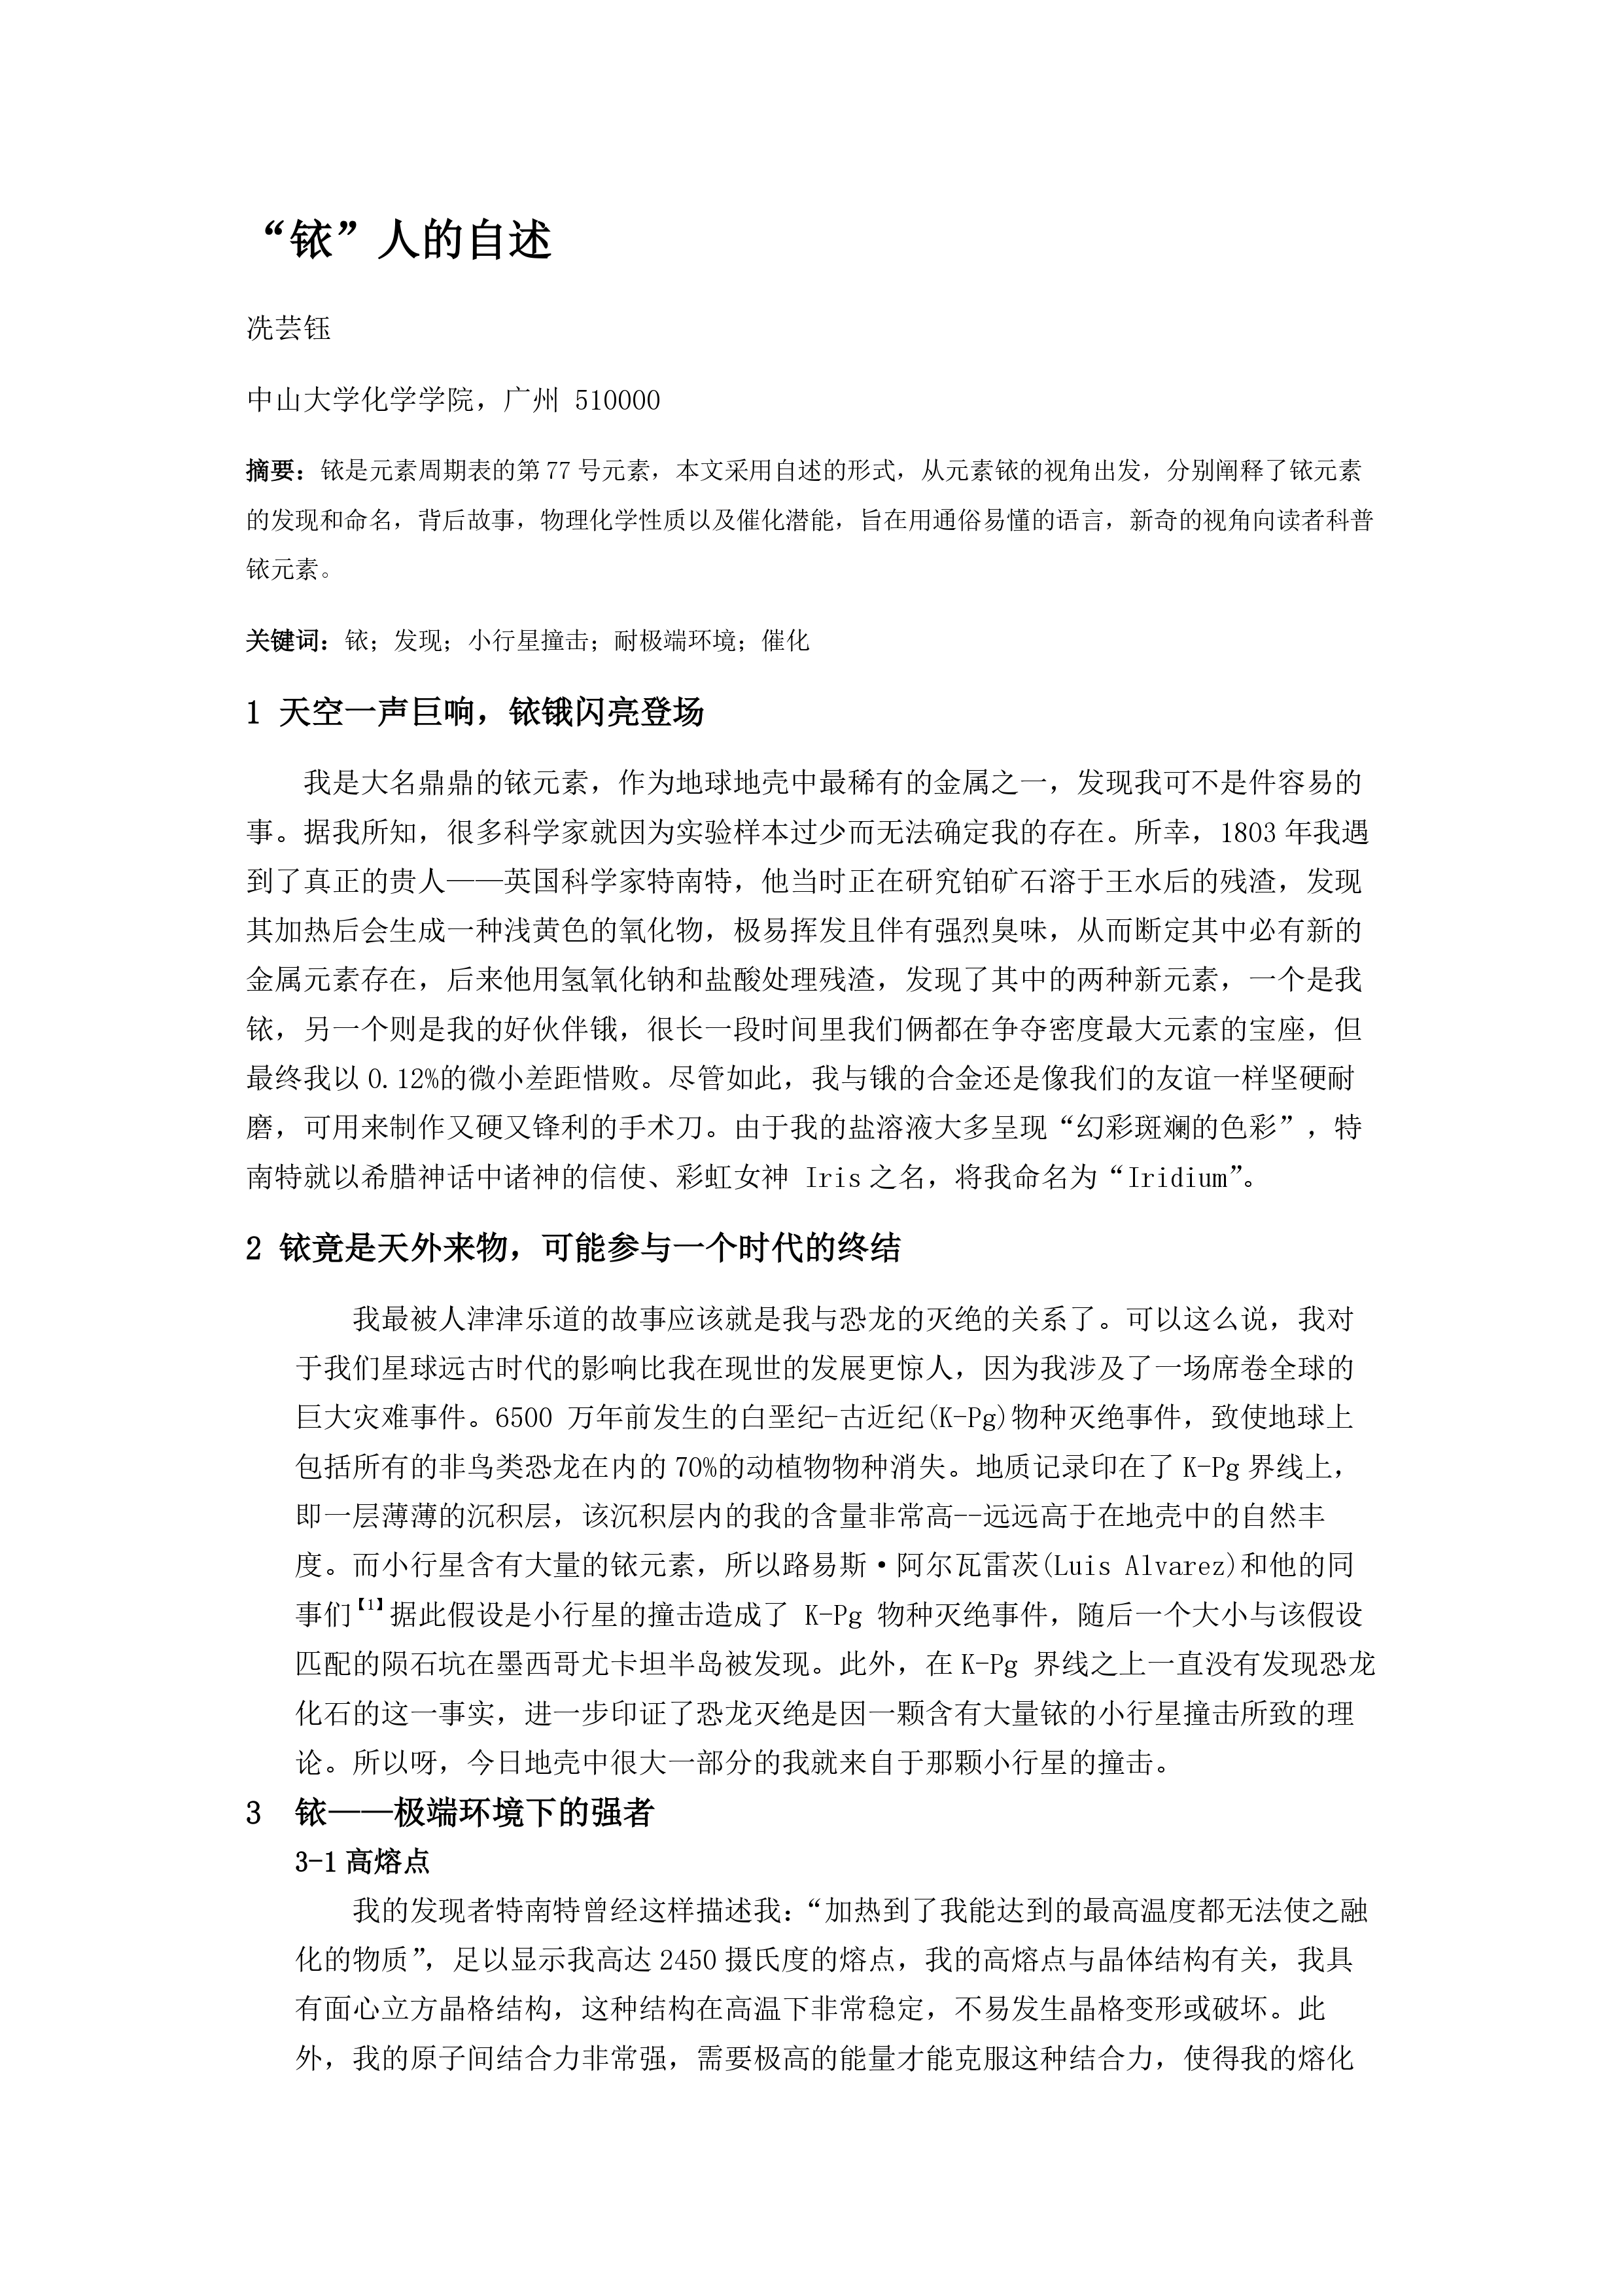 “铱”人的自述
冼芸钰
中山大学化学学院，广州 510000
摘要：铱是元素周期表的第77号元素，本文采用自述的形式，从元素铱的视角出发，分别阐释了铱元素
的发现和命名，背后故事，物理化学性质以及催化潜能，旨在用通俗易懂的语言，新奇的视角向读者科普
铱元素。
关键词：铱；发现；小行星撞击；耐极端环境；催化
1 天空一声巨响，铱锇闪亮登场
我是大名鼎鼎的铱元素，作为地球地壳中最稀有的金属之一，发现我可不是件容易的
事。据我所知，很多科学家就因为实验样本过少而无法确定我的存在。所幸，1803年我遇
到了真正的贵人——英国科学家特南特，他当时正在研究铂矿石溶于王水后的残渣，发现
其加热后会生成一种浅黄色的氧化物，极易挥发且伴有强烈臭味，从而断定其中必有新的
金属元素存在，后来他用氢氧化钠和盐酸处理残渣，发现了其中的两种新元素，一个是我
铱，另一个则是我的好伙伴锇，很长一段时间里我们俩都在争夺密度最大元素的宝座，但
最终我以0.12%的微小差距惜败。尽管如此，我与锇的合金还是像我们的友谊一样坚硬耐
磨，可用来制作又硬又锋利的手术刀。由于我的盐溶液大多呈现“幻彩斑斓的色彩”，特
南特就以希腊神话中诸神的信使、彩虹女神 Iris之名，将我命名为“Iridium”。
2 铱竟是天外来物，可能参与一个时代的终结
我最被人津津乐道的故事应该就是我与恐龙的灭绝的关系了。可以这么说，我对
于我们星球远古时代的影响比我在现世的发展更惊人，因为我涉及了一场席卷全球的
巨大灾难事件。6500 万年前发生的白垩纪-古近纪(K-Pg)物种灭绝事件，致使地球上
包括所有的非鸟类恐龙在内的70%的动植物物种消失。地质记录印在了K-Pg界线上，
即一层薄薄的沉积层，该沉积层内的我的含量非常高--远远高于在地壳中的自然丰
度。而小行星含有大量的铱元素，所以路易斯·阿尔瓦雷茨(Luis Alvarez)和他的同
事们【1】据此假设是小行星的撞击造成了 K-Pg 物种灭绝事件，随后一个大小与该假设
匹配的陨石坑在墨西哥尤卡坦半岛被发现。此外，在K-Pg 界线之上一直没有发现恐龙
化石的这一事实，进一步印证了恐龙灭绝是因一颗含有大量铱的小行星撞击所致的理
论。所以呀，今日地壳中很大一部分的我就来自于那颗小行星的撞击。
3 铱——极端环境下的强者
3-1高熔点
我的发现者特南特曾经这样描述我：“加热到了我能达到的最高温度都无法使之融
化的物质”，足以显示我高达2450摄氏度的熔点，我的高熔点与晶体结构有关，我具
有面心立方晶格结构，这种结构在高温下非常稳定，不易发生晶格变形或破坏。此
外，我的原子间结合力非常强，需要极高的能量才能克服这种结合力，使得我的熔化